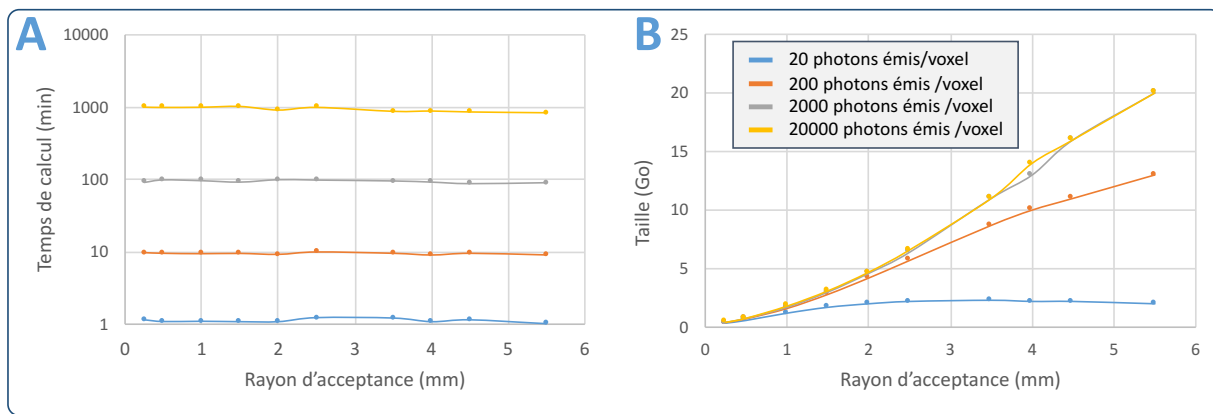 A
10000
1000
100
10
1
0
1
2
3
4
5
6
Temps de calcul (min)
Rayon d’acceptance (mm)
B
25
20
15
10
5
0
0
1
2
3
4
5
6
Taille (Go)
Rayon d’acceptance (mm)
20 photons émis/voxel
200 photons émis /voxel
2000 photons émis /voxel
20000 photons émis /voxel